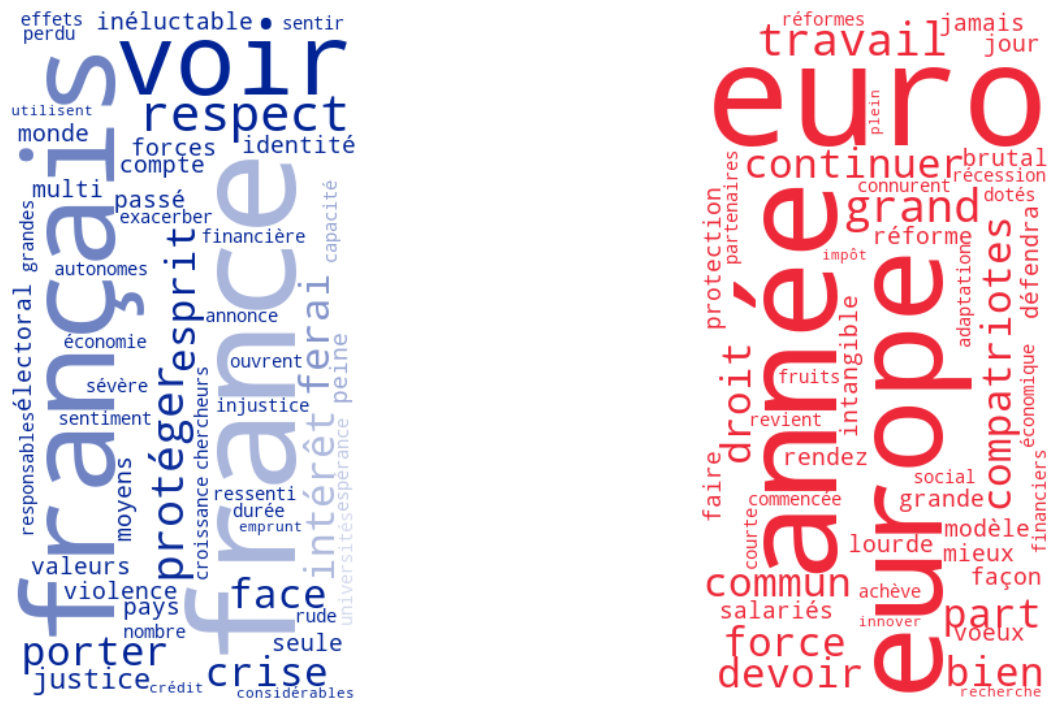 effets
inéluctable
sentir
perdu
voir
français
utilisent
respect
monde
forces
identité
compte
multi
passé
exacerber
france
capacité
grandes
financière
esprit
autonomes
annonce
électoral
ferai
économie
ouvrent
peine
sévère
protéger
chercheurs
injustice
sentiment
responsables
moyens
croissance
intérêt
espérance
ressenti
durée
emprunt
universités
valeurs
violence
pays
face
rude
nombre
seule
porter
justice
crédit
crise
considérables
réformes
jamais
travail
jour
euro
plein
continuer
brutal
récession
partenaires
connurent
dotés
protection
année
grand
réforme
compatriotes
défendra
impôt
europe
adaptation
intangible
droit
fruits
économique
revient
rendez
faire
social
financiers
commencée
grande
courte
modèle
lourde
mieux
commun
achève
façon
salariés
innover
part
voeux
force
devoir
bien
recherche